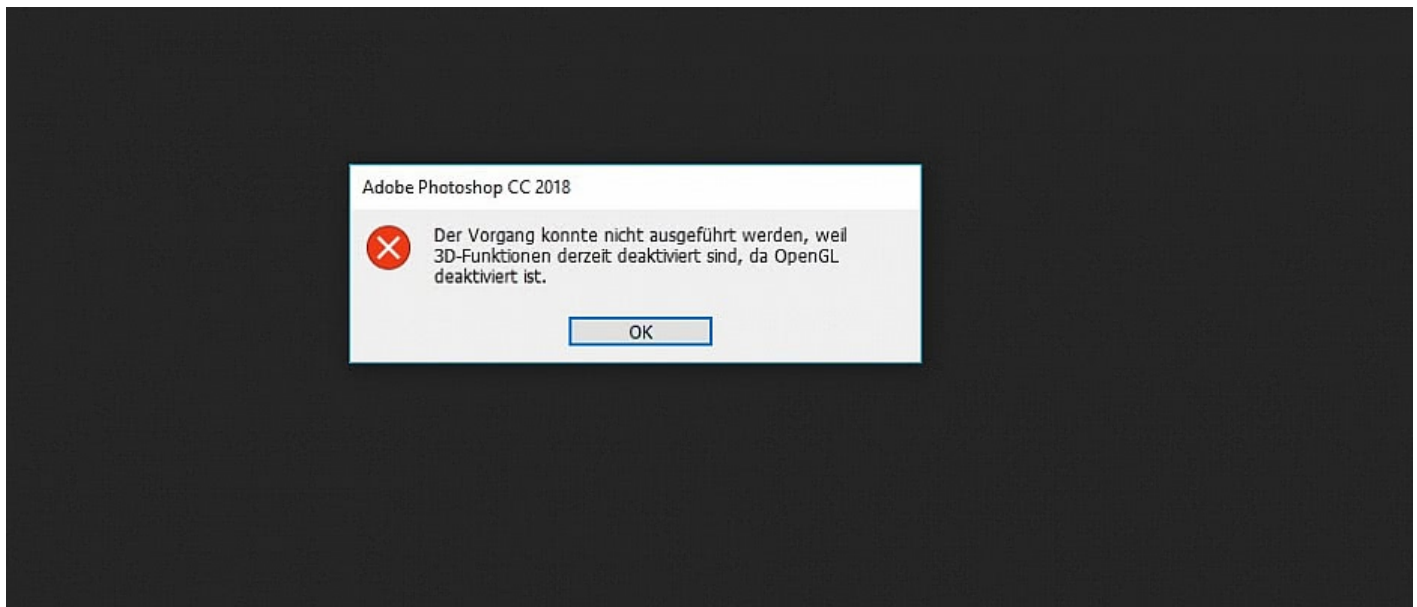 Adobe Photoshop CC 2018
Der Vorgang konnte nicht ausgeführt werden, weil
3D-Funktionen derzeit deaktiviert sind, da OpenGL
deaktiviert ist.
OK